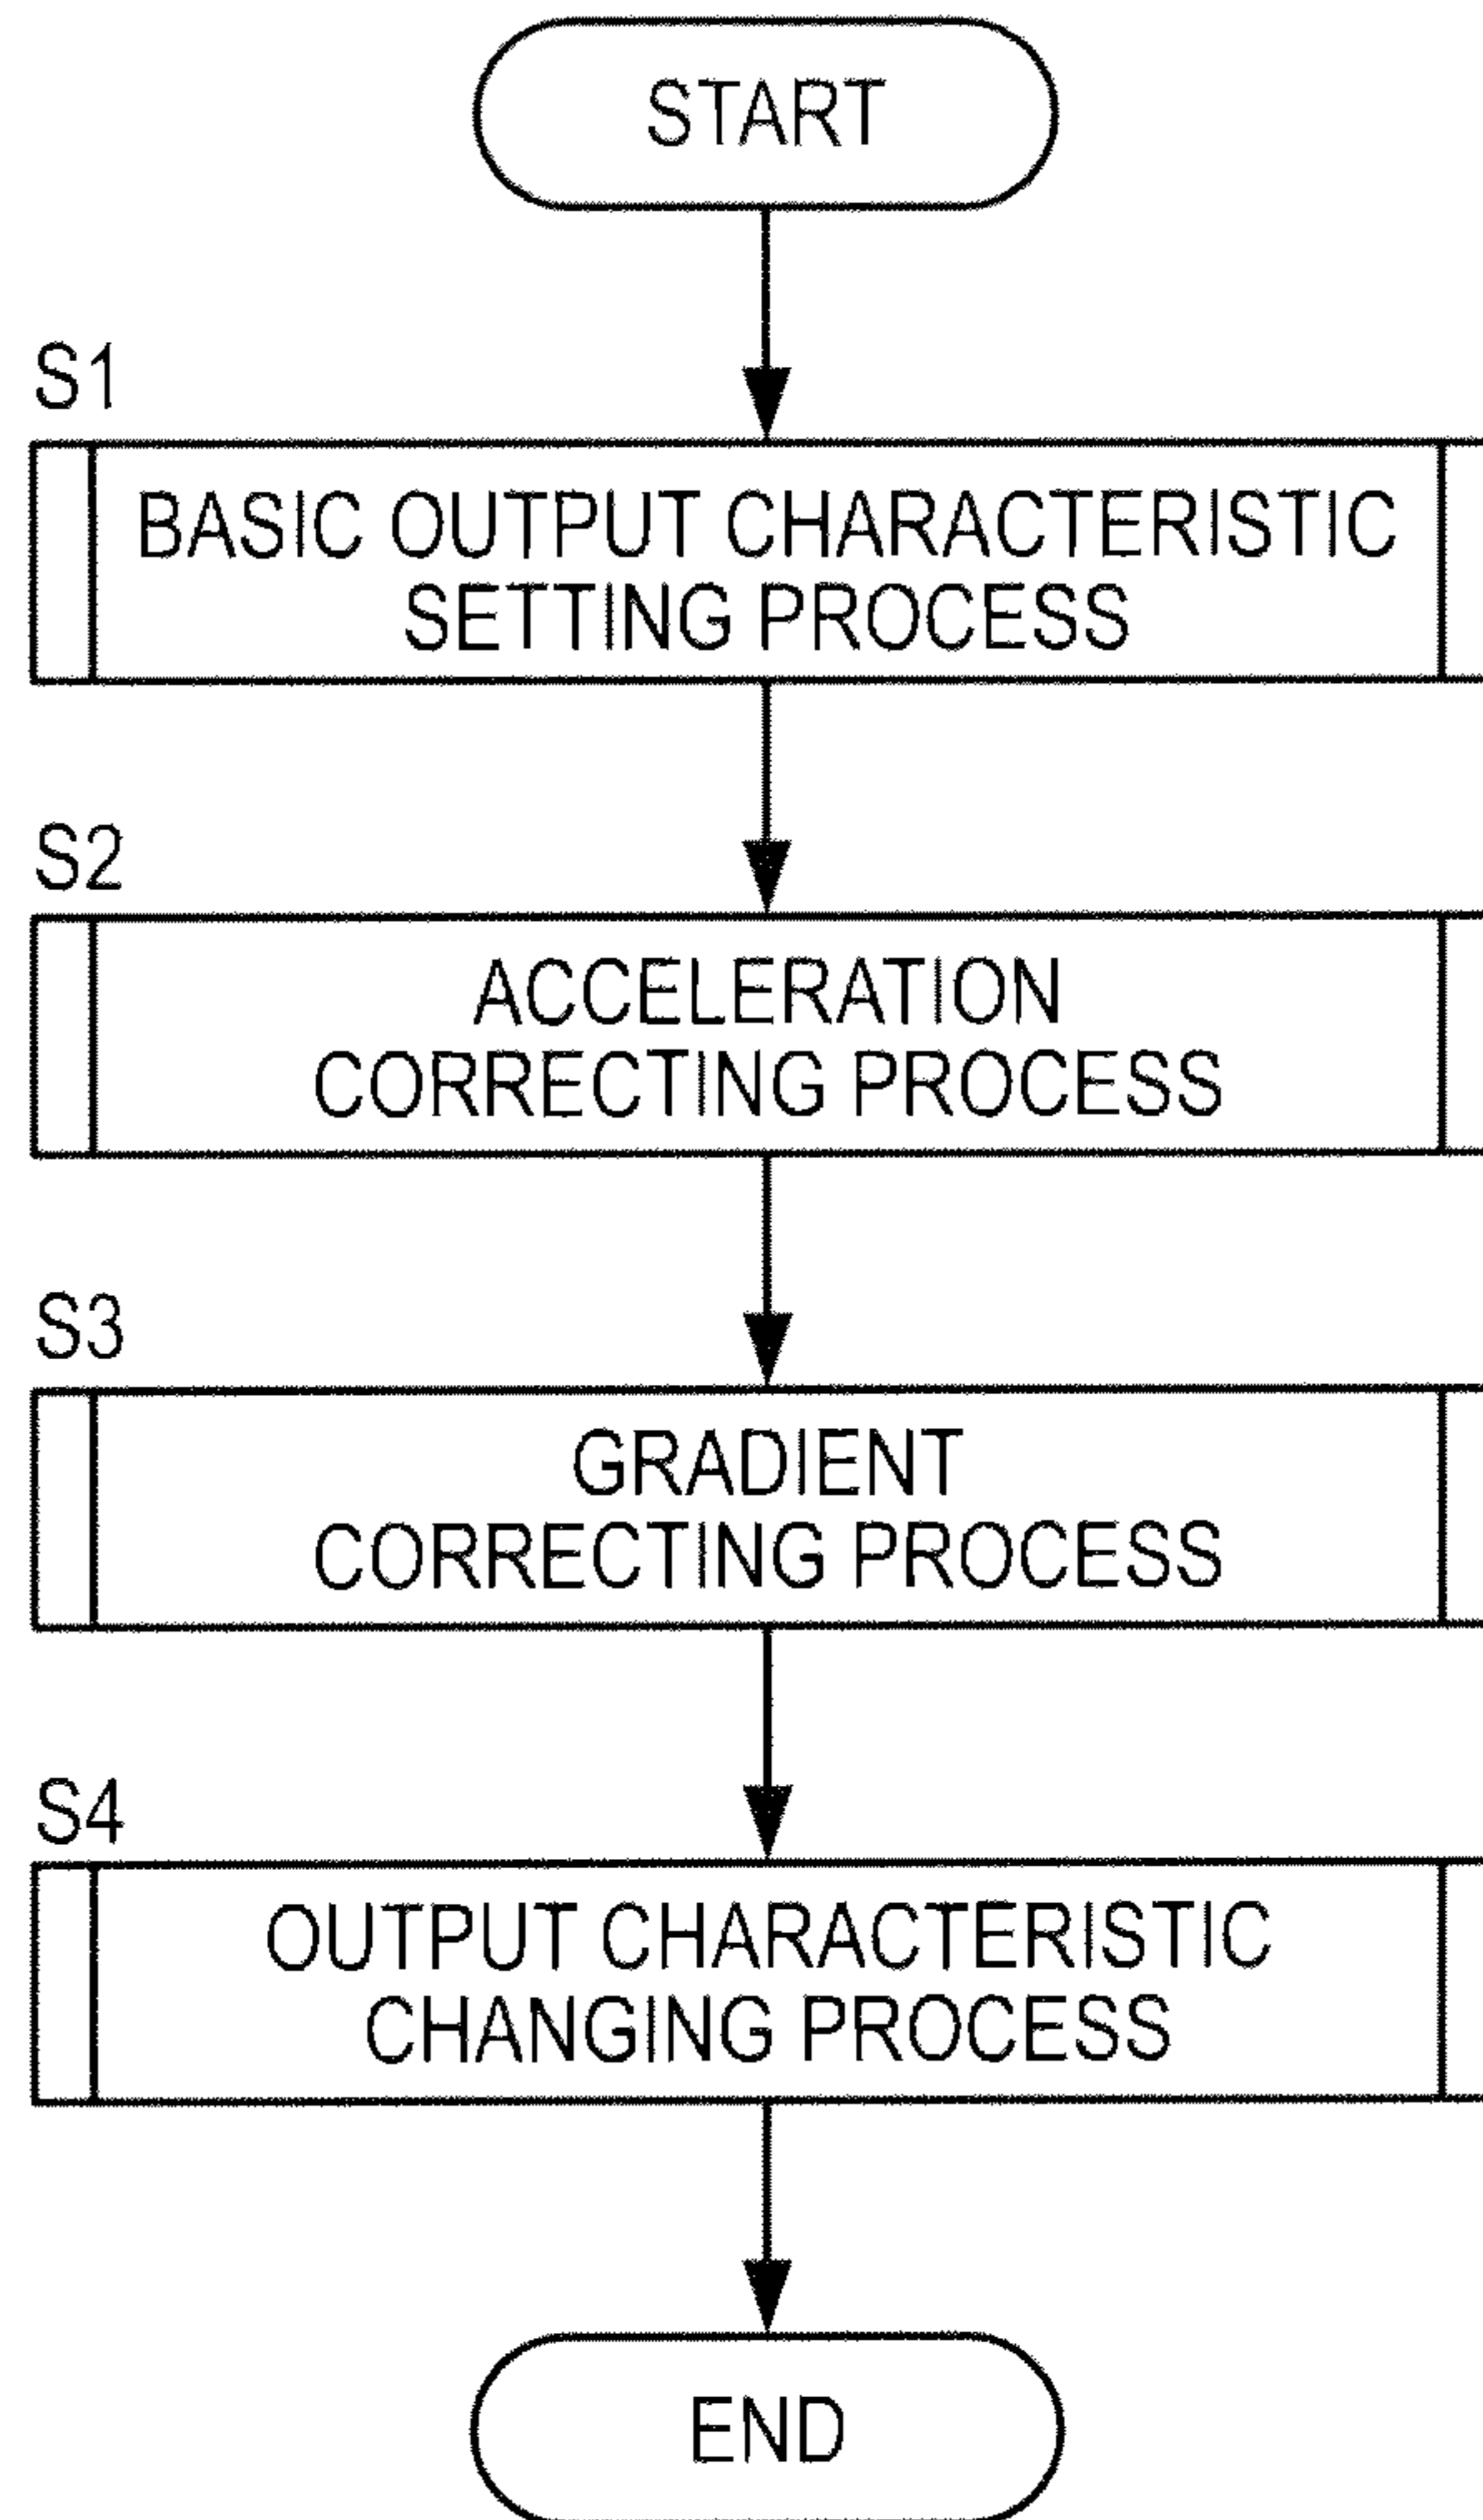 START
S1
BASIC OUTPUT CHARACTERISTIC
SETTING PROCESS
S2
ACCELERATION
CORRECTING PROCESS
S3
GRADIENT
CORRECTING PROCESS
S4
OUTPUT CHARACTERISTIC
CHANGING PROCESS
END